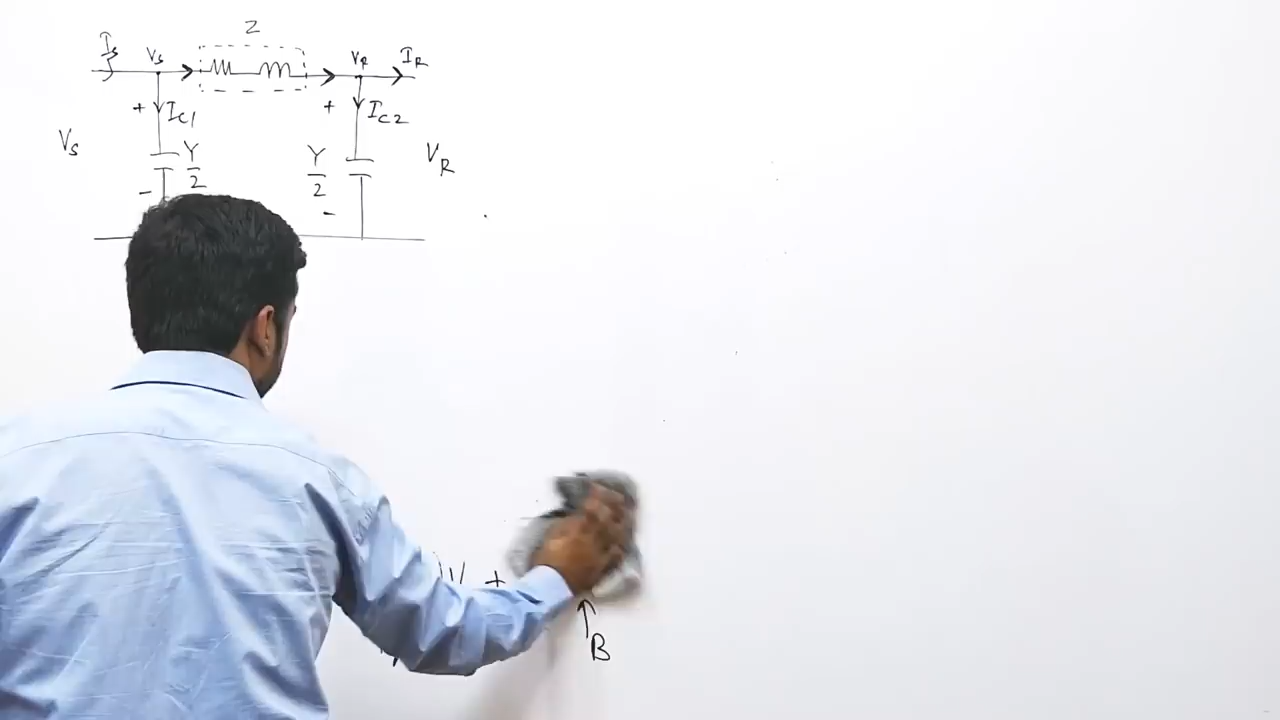 Z
Is Vs VR IR
+ IC1 + IC2
Vs Y/2 Y/2 VR
- -
+
B